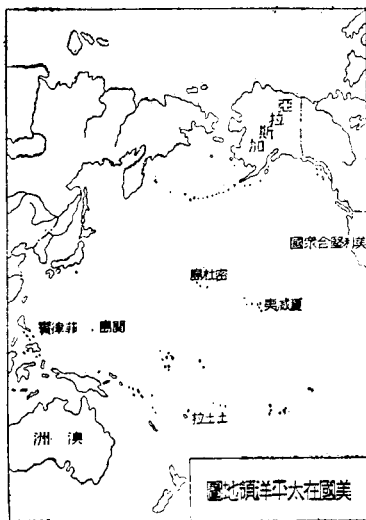 亞拉斯加
美利堅合衆國
密杜島
夏威夷
關島
菲律賓
土土拉
澳洲
美國在太平洋領地圖